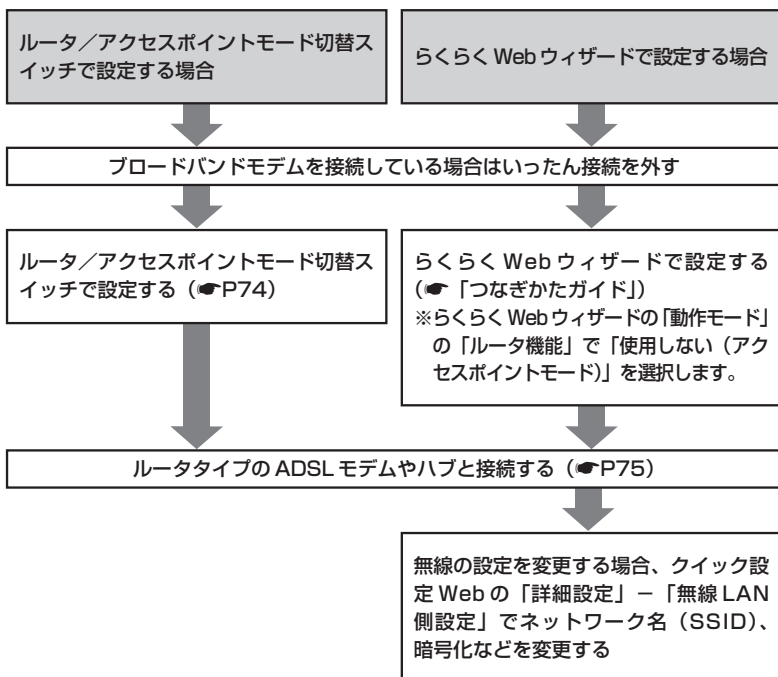 ルータ／アクセスポイントモード切替ス
イッチで設定する場合
らくらく Web ウィザードで設定する場合
ブロードバンドモデムを接続している場合はいったん接続を外す
ルータ／アクセスポイントモード切替ス
イッチで設定する（☛P74）
らくらく Web ウィザードで設定する
（☛「つなぎかたガイド」）
※らくらく Web ウィザードの「動作モード」
の「ルータ機能」で「使用しない（アク
セスポイントモード）」を選択します。
ルータタイプの ADSL モデムやハブと接続する（☛P75）
無線の設定を変更する場合、クイック設
定 Web の「詳細設定」－「無線 LAN
側設定」でネットワーク名（SSID）、
暗号化などを変更する